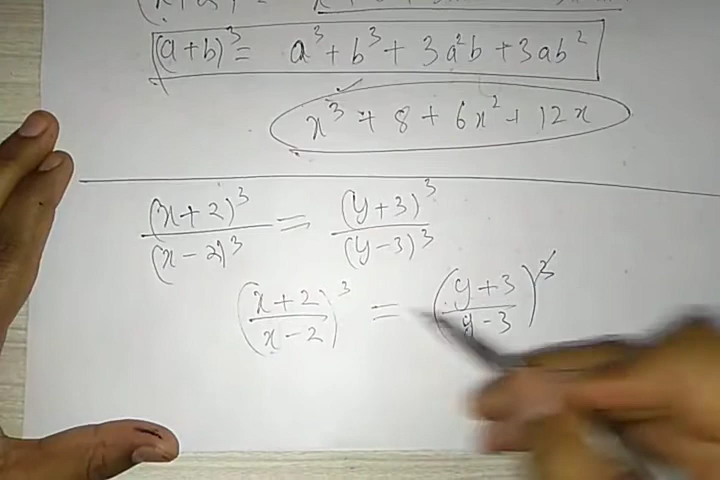 (a+b)³ = a³ + b³ + 3a²b + 3ab²
x³ + 8 + 6x² + 12x
(x+2)³/(x-2)³ = (y+3)³/(y-3)³
((x+2)/(x-2))³ = ((y+3)/(y-3))³